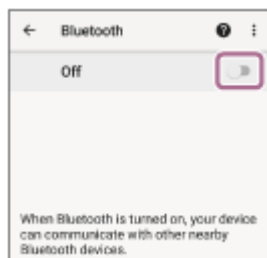 Bluetooth
Off
When Bluetooth is turned on, your device
can communicate with other nearby
Bluetooth devices.